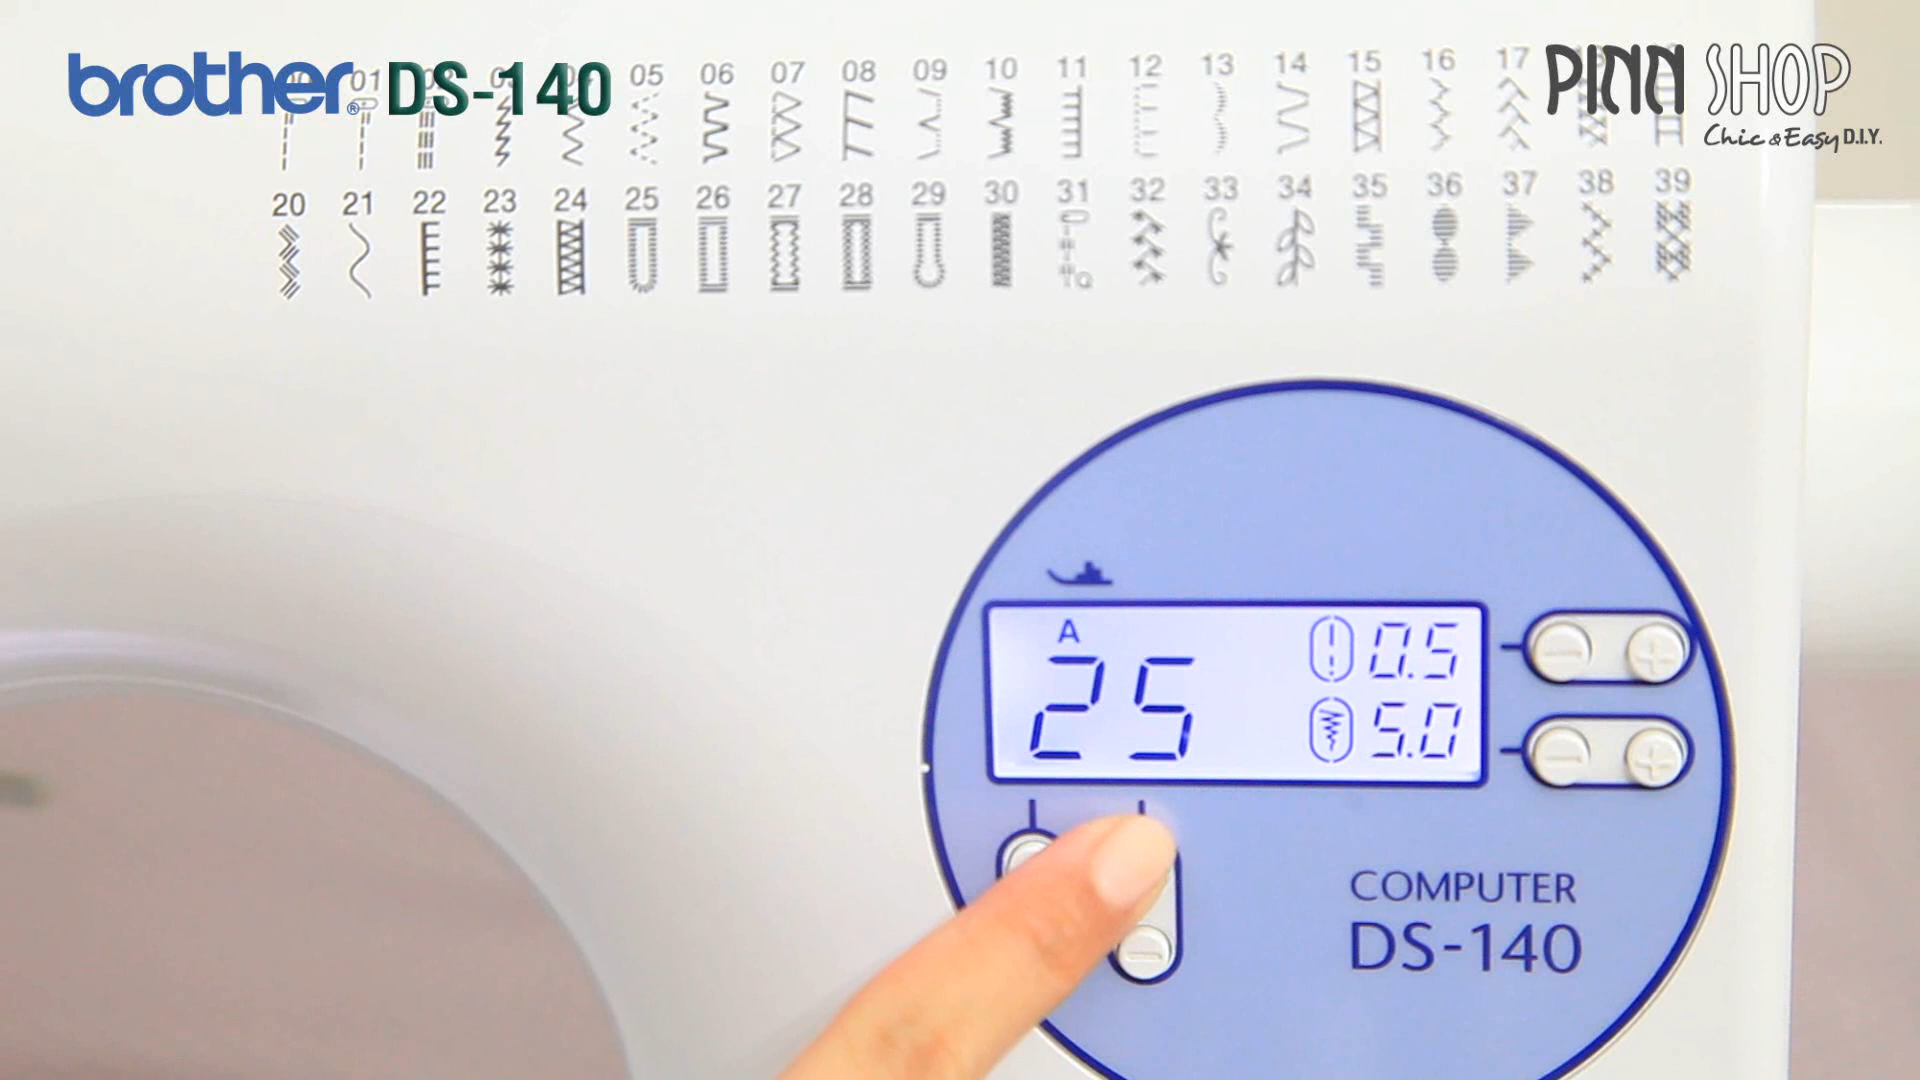 brother® DS-140
PINN SHOP
Chic & Easy D.I.Y.
01 05 06 07 08 09 10 11 12 13 14 15 16 17
20 21 22 23 24 25 26 27 28 29 30 31 32 33 34 35 36 37 38 39
A
25
0.5
5.0
COMPUTER
DS-140